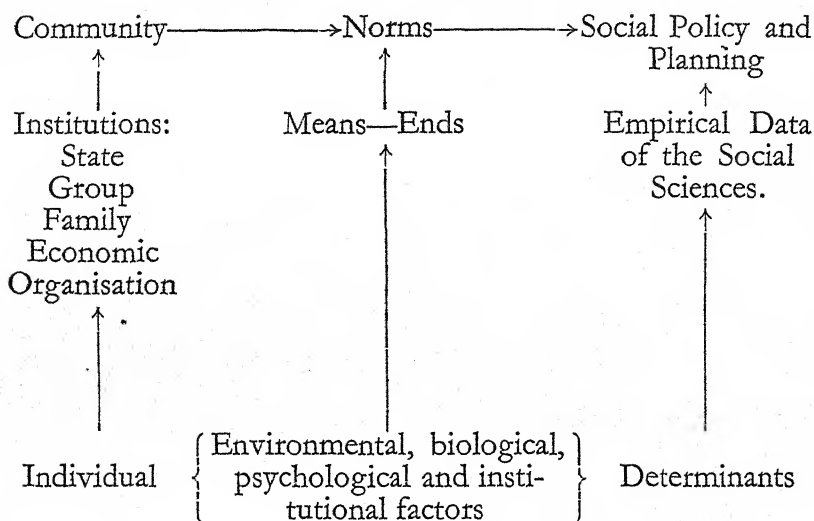 Community Norms Social Policy and
Planning
Institutions: Means—Ends Empirical Data
State of the Social
Group Sciences.
Family
Economic
Organisation
Environmental, biological,
Individual psychological and insti- Determinants
tutional factors